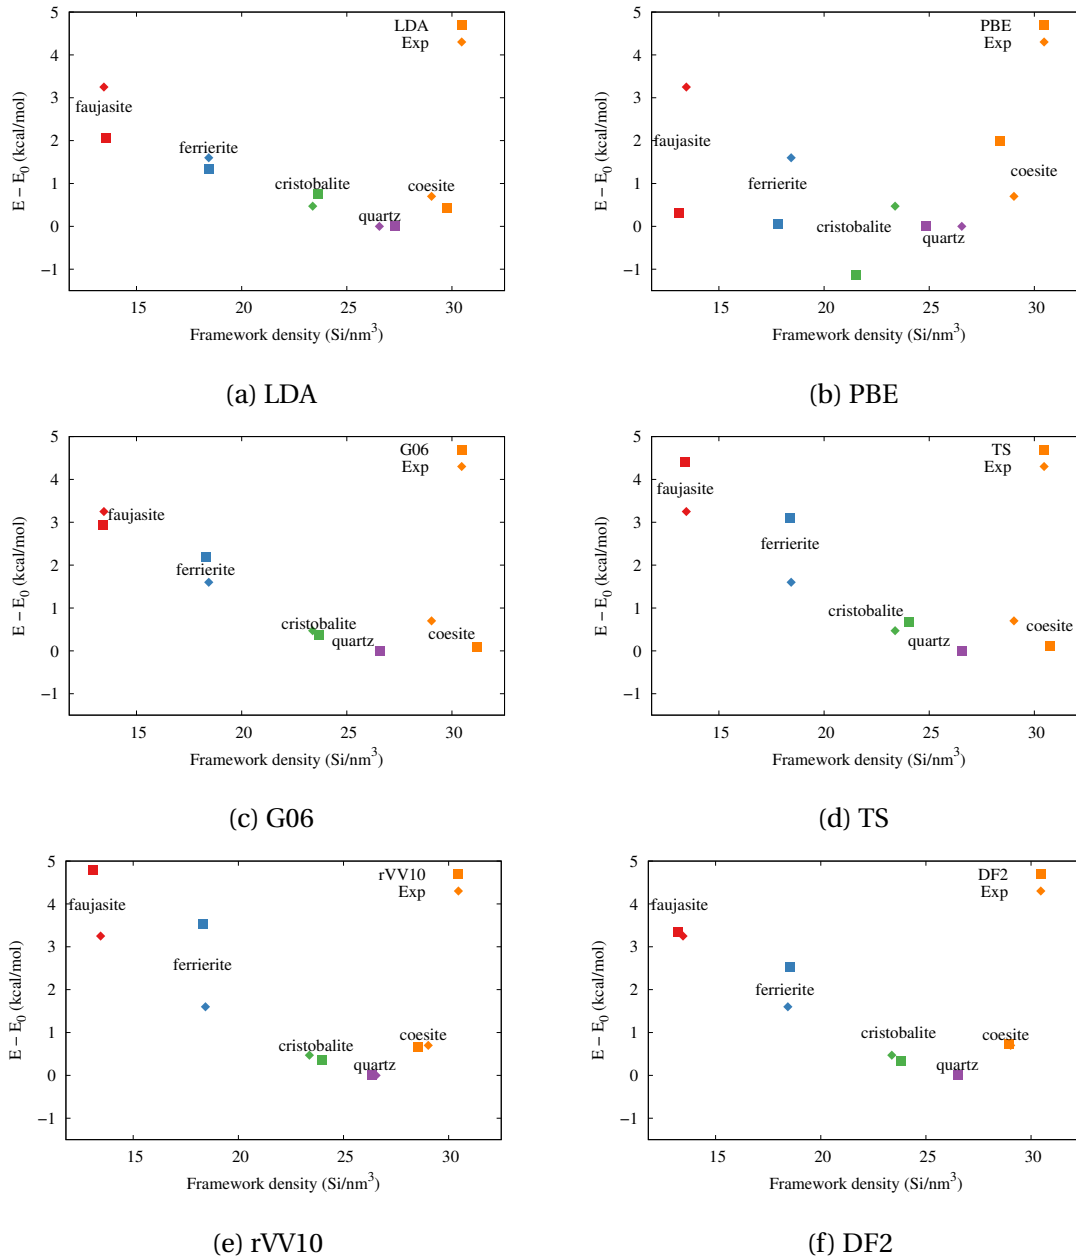 5
4
3
2
1
0
−1
E − E0 (kcal/mol)
LDA
Exp
faujasite
ferrierite
cristobalite
coesite
quartz
15 20 25 30
Framework density (Si/nm³)
(a) LDA
5
4
3
2
1
0
−1
E − E0 (kcal/mol)
PBE
Exp
faujasite
ferrierite
coesite
cristobalite
quartz
15 20 25 30
Framework density (Si/nm³)
(b) PBE
5
4
3
2
1
0
−1
E − E0 (kcal/mol)
G06
Exp
faujasite
ferrierite
cristobalite
quartz
coesite
15 20 25 30
Framework density (Si/nm³)
(c) G06
5
4
3
2
1
0
−1
E − E0 (kcal/mol)
TS
Exp
faujasite
ferrierite
cristobalite
coesite
quartz
15 20 25 30
Framework density (Si/nm³)
(d) TS
5
4
3
2
1
0
−1
E − E0 (kcal/mol)
rVV10
Exp
faujasite
ferrierite
coesite
cristobalite
quartz
15 20 25 30
Framework density (Si/nm³)
(e) rVV10
5
4
3
2
1
0
−1
E − E0 (kcal/mol)
DF2
Exp
faujasite
ferrierite
cristobalite
coesite
quartz
15 20 25 30
Framework density (Si/nm³)
(f) DF2